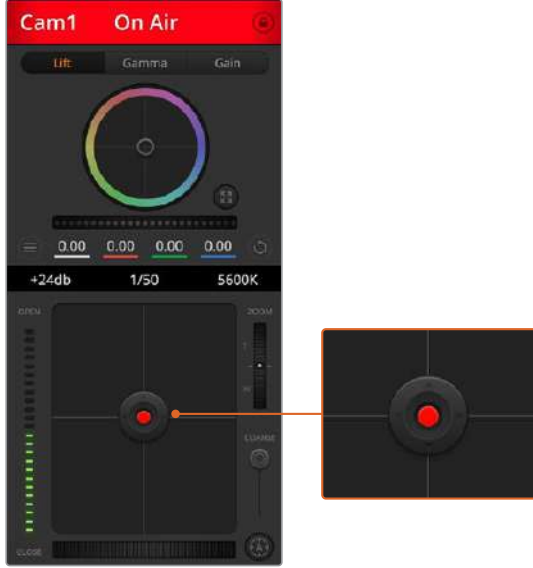 Cam1 On Air
Lift Gamma Gain
0.00 0.00 0.00 0.00
+24db 1/50 5600K
OPEN ZOOM
T
W
COARSE
CLOSE